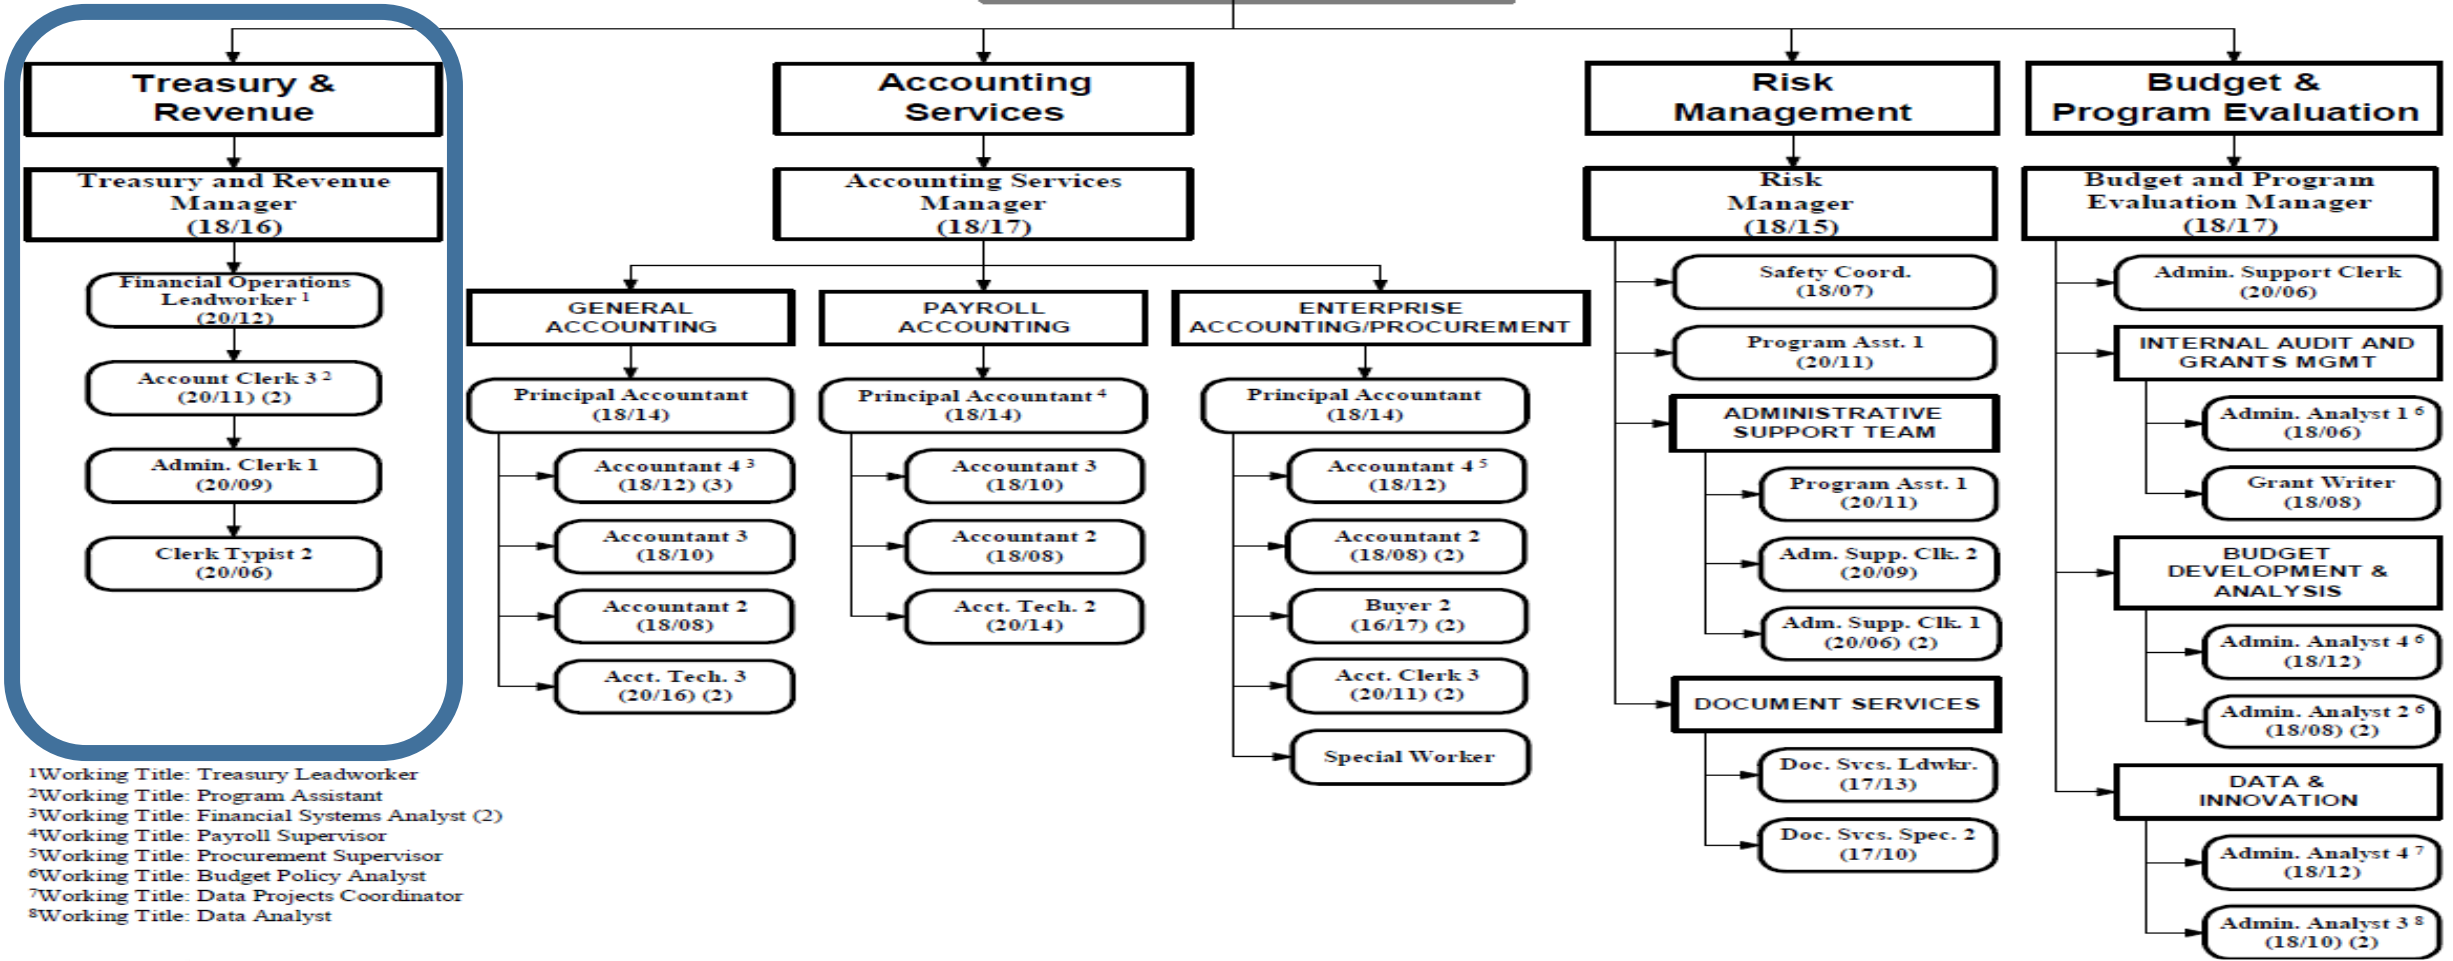 Treasury &
Revenue
Treasury and Revenue
Manager
(18/16)
Financial Operations
Leadworker ¹
(20/12)
Account Clerk 3 ²
(20/11) (2)
Admin. Clerk 1
(20/09)
Clerk Typist 2
(20/06)
Accounting
Services
Accounting Services
Manager
(18/17)
GENERAL
ACCOUNTING
Principal Accountant
(18/14)
Accountant 4 ³
(18/12) (3)
Accountant 3
(18/10)
Accountant 2
(18/08)
Acct. Tech. 3
(20/16) (2)
PAYROLL
ACCOUNTING
Principal Accountant ⁴
(18/14)
Accountant 3
(18/10)
Accountant 2
(18/08)
Acct. Tech. 2
(20/14)
ENTERPRISE
ACCOUNTING/PROCUREMENT
Principal Accountant
(18/14)
Accountant 4 ⁵
(18/12)
Accountant 2
(18/08) (2)
Buyer 2
(16/17) (2)
Acct. Clerk 3
(20/11) (2)
Special Worker
Risk
Management
Risk
Manager
(18/15)
Safety Coord.
(18/07)
Program Asst. 1
(20/11)
ADMINISTRATIVE
SUPPORT TEAM
Program Asst. 1
(20/11)
Adm. Supp. Clk. 2
(20/09)
Adm. Supp. Clk. 1
(20/06) (2)
DOCUMENT SERVICES
Doc. Svcs. Ldwkr.
(17/13)
Doc. Svcs. Spec. 2
(17/10)
Budget &
Program Evaluation
Budget and Program
Evaluation Manager
(18/17)
Admin. Support Clerk
(20/06)
INTERNAL AUDIT AND
GRANTS MGMT
Admin. Analyst 1 ⁶
(18/06)
Grant Writer
(18/08)
BUDGET
DEVELOPMENT &
ANALYSIS
Admin. Analyst 4 ⁶
(18/12)
Admin. Analyst 2 ⁶
(18/08) (2)
DATA &
INNOVATION
Admin. Analyst 4 ⁷
(18/12)
Admin. Analyst 3 ⁸
(18/10) (2)
¹Working Title: Treasury Leadworker
²Working Title: Program Assistant
³Working Title: Financial Systems Analyst (2)
⁴Working Title: Payroll Supervisor
⁵Working Title: Procurement Supervisor
⁶Working Title: Budget Policy Analyst
⁷Working Title: Data Projects Coordinator
⁸Working Title: Data Analyst